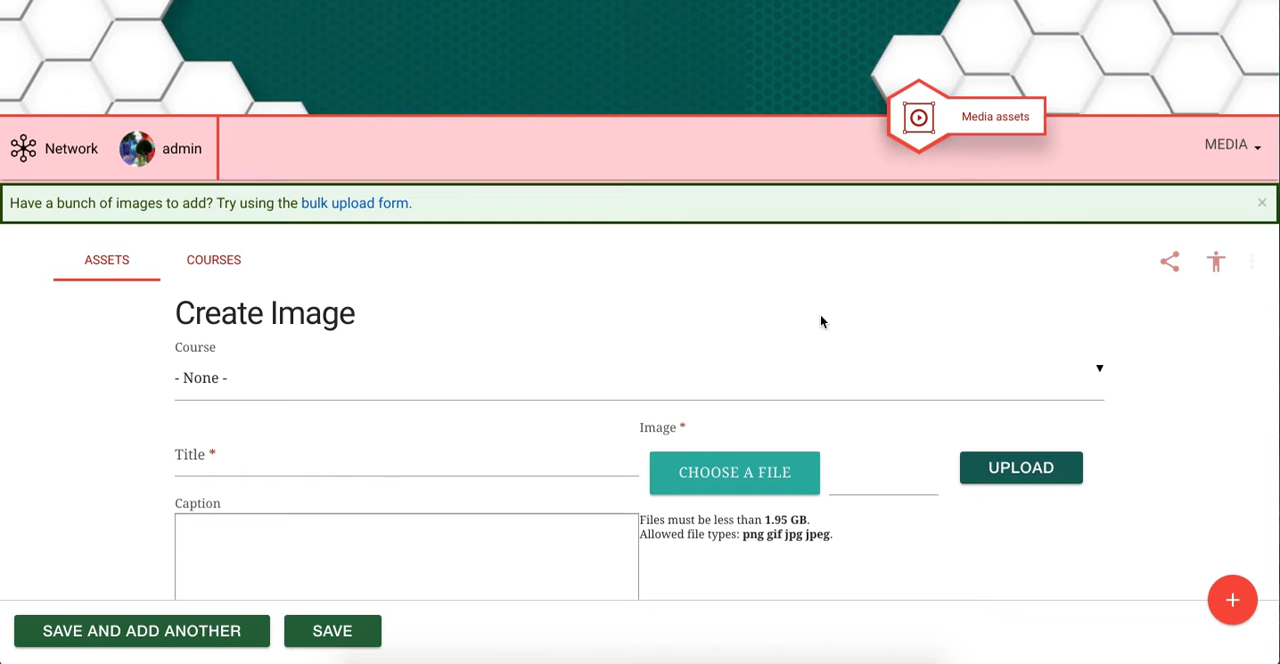 Media assets
Network
admin
MEDIA
Have a bunch of images to add? Try using the bulk upload form.
×
ASSETS
COURSES
Create Image
Course
- None -
Image *
Title *
CHOOSE A FILE
UPLOAD
Caption
Files must be less than 1.95 GB.
Allowed file types: png gif jpg jpeg.
+
SAVE AND ADD ANOTHER
SAVE